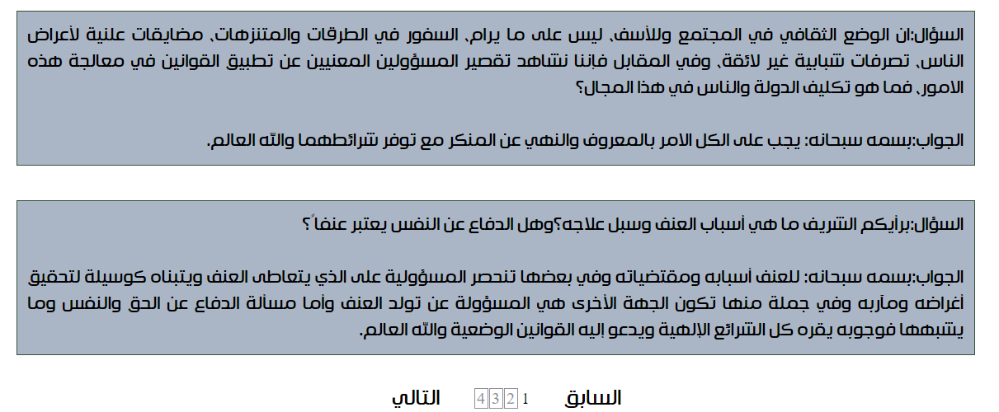 السؤال:ان الوضع الثقافي في المجتمع وللأسف، ليس على ما يرام، السفور في الطرقات والمتنزهات، مضايقات علنية لأعراض
الناس، تصرفات شبابية غير لائقة، وفي المقابل فإننا نشاهد تقصير المسؤولين المعنيين عن تطبيق القوانين في معالجة هذه
الامور، فما هو تكليف الدولة والناس في هذا المجال؟
الجواب:بسمه سبحانه: يجب على الكل الامر بالمعروف والنهي عن المنكر مع توفر شرائطهما والله العالم.
السؤال:برأيكم الشريف ما هي أسباب العنف وسبل علاجه؟وهل الدفاع عن النفس يعتبر عنفا ً؟
الجواب:بسمه سبحانه: للعنف أسبابه ومقتضياته وفي بعضها تنحصر المسؤولية على الذي يتعاطى العنف ويتبناه كوسيلة لتحقيق
أغراضه ومآربه وفي جملة منها تكون الجهة الأخرى هي المسؤولة عن تولد العنف وأما مسألة الدفاع عن الحق والنفس وما
يشبهها فوجوبه يقره كل الشرائع الإلهية ويدعو إليه القوانين الوضعية والله العالم.
السابق 1 2 3 4 التالي